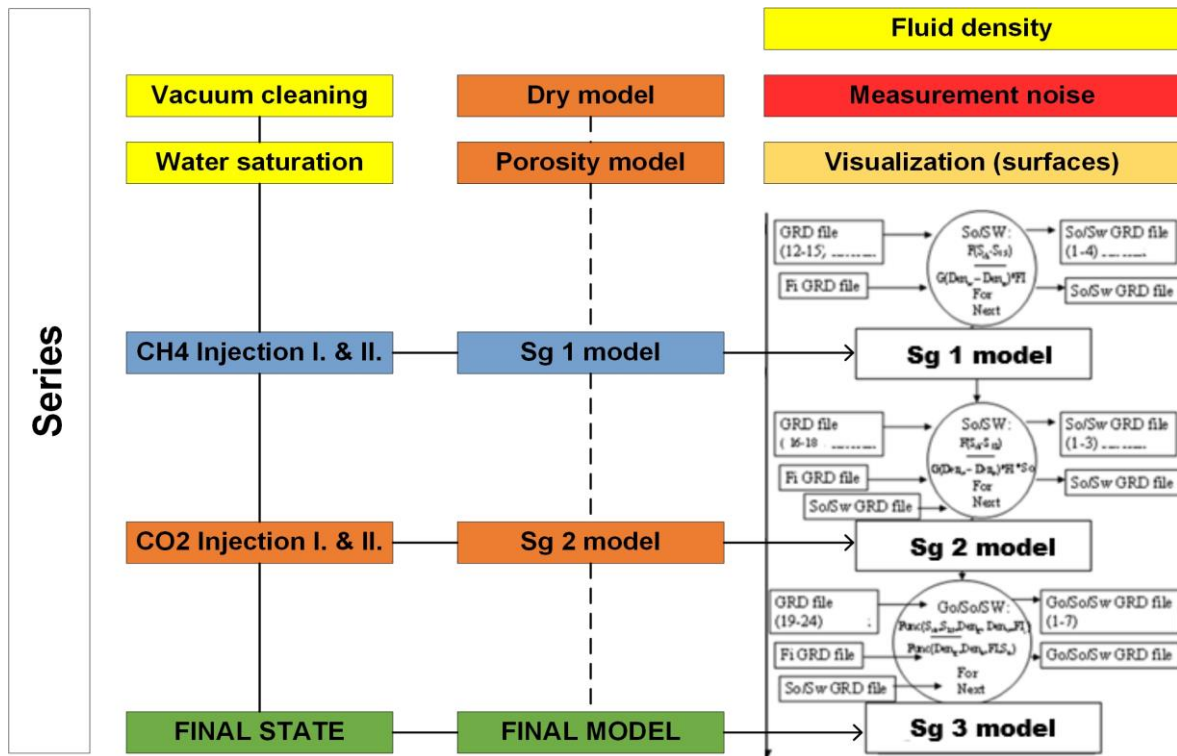 Series
Fluid density
Vacuum cleaning
Dry model
Measurement noise
Water saturation
Porosity model
Visualization (surfaces)
GRD file
(12-15)
Fi GRD file
So/SW:
For
Next
So/Sw GRD file
(1-4)
So/Sw GRD file
CH4 Injection I. & II.
Sg 1 model
Sg 1 model
GRD file
(16-18
Fi GRD file
So/Sw GRD file
So/SW:
For
Next
So/Sw GRD file
(1-3)
So/Sw GRD file
CO2 Injection I. & II.
Sg 2 model
Sg 2 model
GRD file
(19-24) ;
Fi GRD file
So/Sw GRD file
Go/So/SW:
For
Next
Go/So/Sw GRD file
(1-7)
Go/So/Sw GRD file
FINAL STATE
FINAL MODEL
Sg 3 model